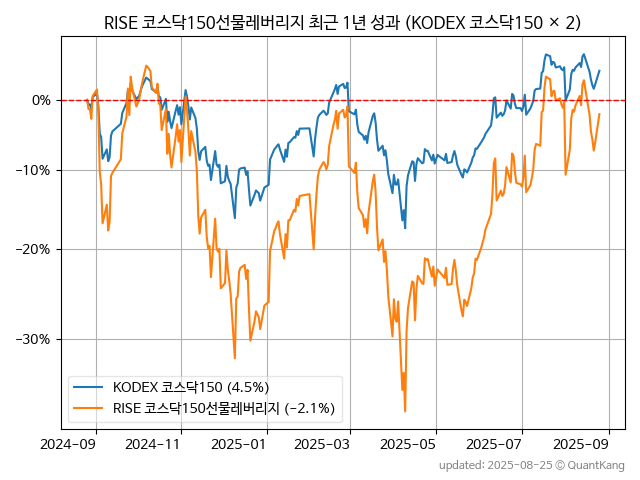 RISE 코스닥150선물레버리지 최근 1년 성과 (KODEX 코스닥150 × 2)
0%
−10%
−20%
−30%
KODEX 코스닥150 (4.5%)
RISE 코스닥150선물레버리지 (−2.1%)
2024-09 2024-11 2025-01 2025-03 2025-05 2025-07 2025-09
updated: 2025-08-25 © QuantKang